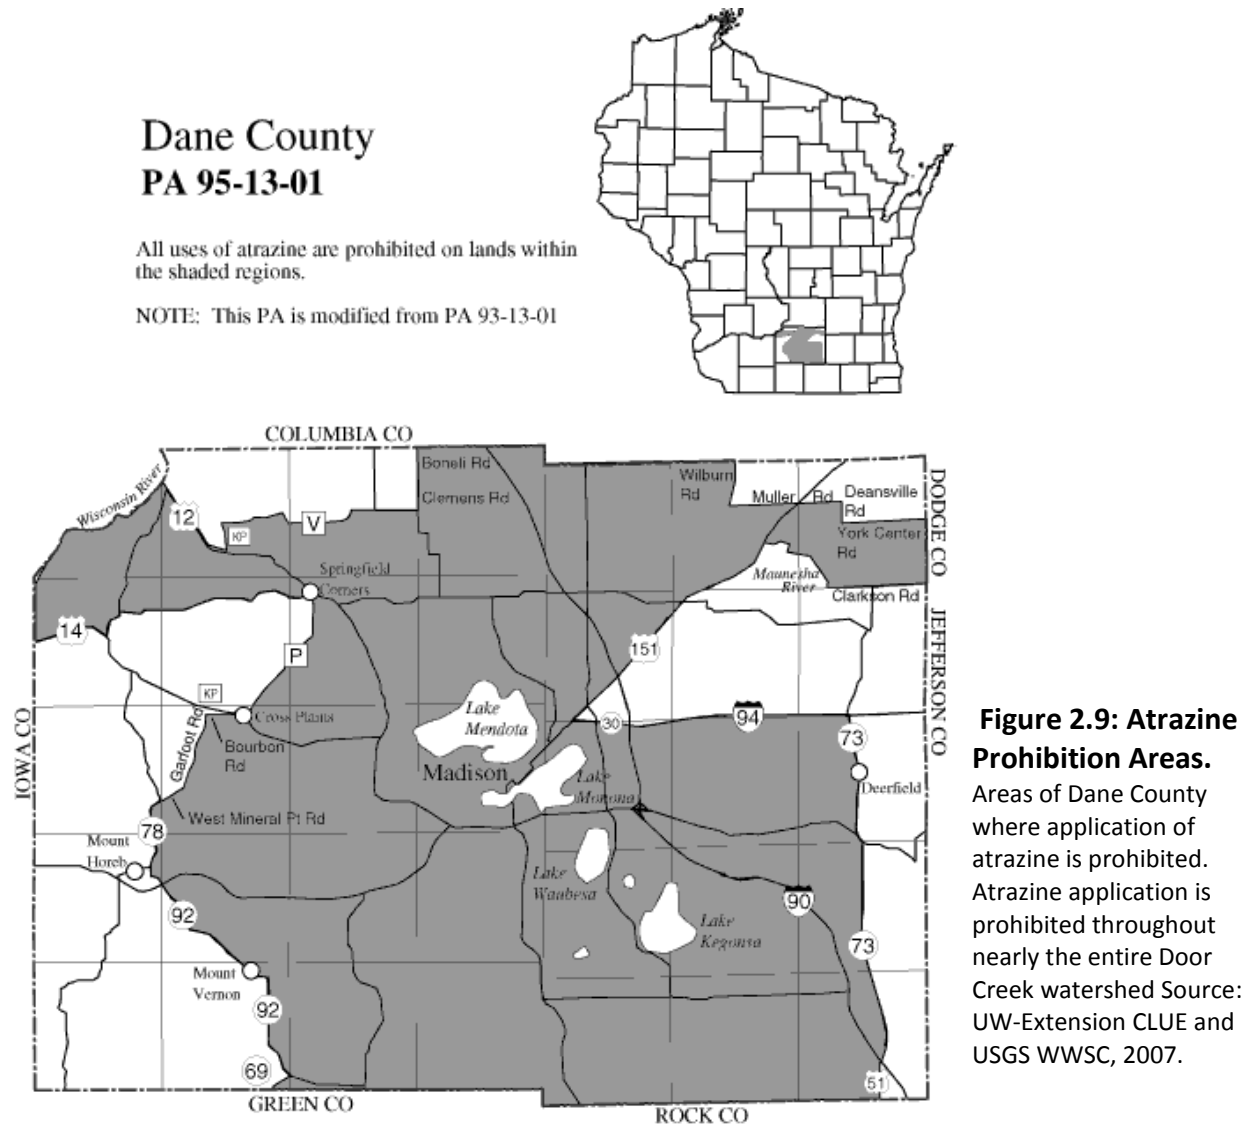 Dane County
PA 95-13-01
All uses of atrazine are prohibited on lands within
the shaded regions.
NOTE: This PA is modified from PA 93-13-01
COLUMBIA CO
Boneli Rd
Clemens Rd
Wilburn
Rd
Muller Rd
Deansville
Rd
York Center
Rd
DODGE CO
Wisconsin River
12
KP
V
Springfield
Corners
Maunesha
River
Clarkson Rd
14
P
151
JEFFERSON CO
KP
Cross Plains
Garfoot Rd
Bourbon
Rd
Lake
Mendota
30
94
73
Madison
Lake
Monona
Deerfield
IOWA CO
West Mineral Pt Rd
78
Mount
Horeb
Lake
Waubesa
90
92
Lake
Kegonsa
73
Mount
Vernon
92
69
51
GREEN CO
ROCK CO
Figure 2.9: Atrazine
Prohibition Areas.
Areas of Dane County
where application of
atrazine is prohibited.
Atrazine application is
prohibited throughout
nearly the entire Door
Creek watershed Source:
UW-Extension CLUE and
USGS WWSC, 2007.